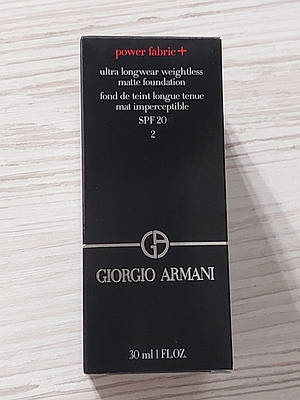 power fabric+
ultra longwear weightless
matte foundation
fond de teint longue tenue
mat imperceptible
SPF 20
2
GA
GIORGIO ARMANI
30 ml 1 FL.OZ.